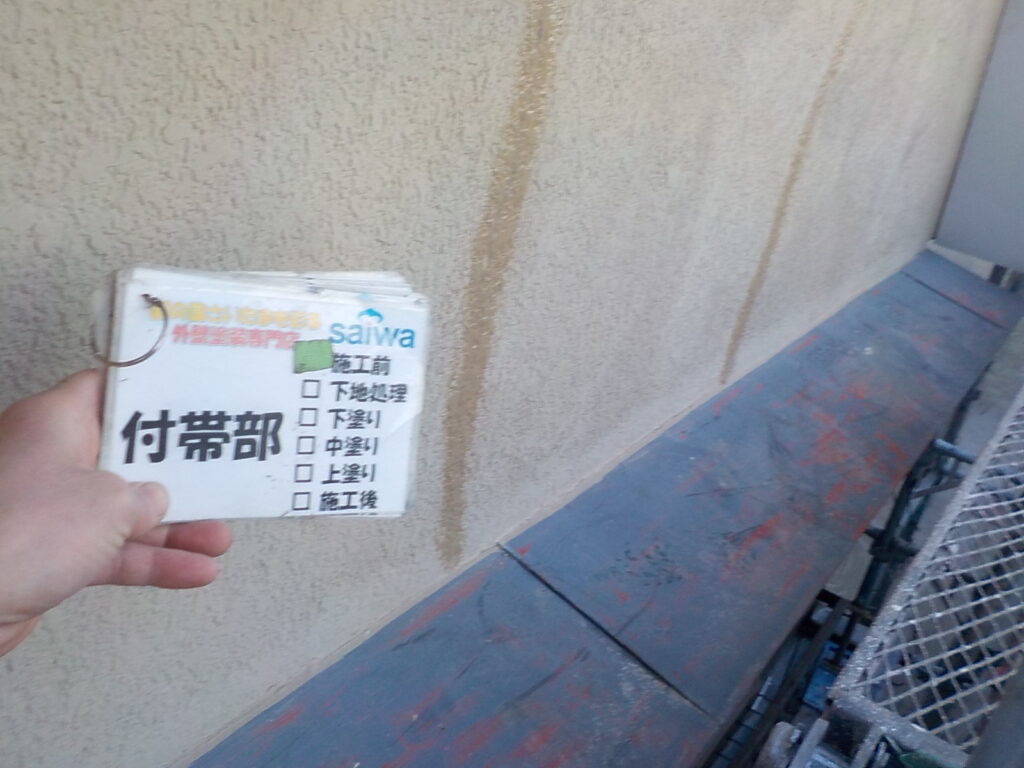 外壁塗装専門店
saiwa
付帯部
施工前
下地処理
下塗り
中塗り
上塗り
施工後